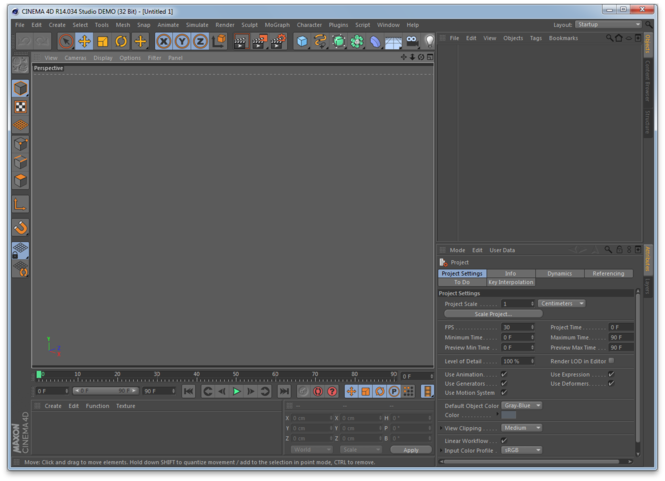 CINEMA 4D R14.034 Studio DEMO (32 Bit) - [Untitled 1]
File Edit Create Select Tools Mesh Snap Animate Simulate Render Sculpt MoGraph Character Plugins Script Window Help Layout: Startup
X Y Z
View Cameras Display Options Filter Panel
Perspective
File Edit View Objects Tags Bookmarks
Objects
Content Browser
Structure
Y
X
Mode Edit User Data
Attributes
Layers
Project
Project Settings Info Dynamics Referencing
To Do Key Interpolation
Project Settings
Project Scale 1 Centimeters
Scale Project...
FPS 30 Project Time 0 F
Minimum Time 0 F Maximum Time 90 F
Preview Min Time 0 F Preview Max Time 90 F
Level of Detail 100 % Render LOD in Editor
Use Animation Use Expression
Use Generators Use Deformers
Use Motion System
Default Object Color Gray-Blue
Color
View Clipping Medium
Linear Workflow
Input Color Profile sRGB
0 10 20 30 40 50 60 70 80 90 0 F
0 F 0 F 90 F 90 F
Create Edit Function Texture
-- --
X 0 cm X 0 cm H 0 °
Y 0 cm Y 0 cm P 0 °
Z 0 cm Z 0 cm B 0 °
World Scale Apply
MAXON CINEMA 4D
Move: Click and drag to move elements. Hold down SHIFT to quantize movement / add to the selection in point mode, CTRL to remove.